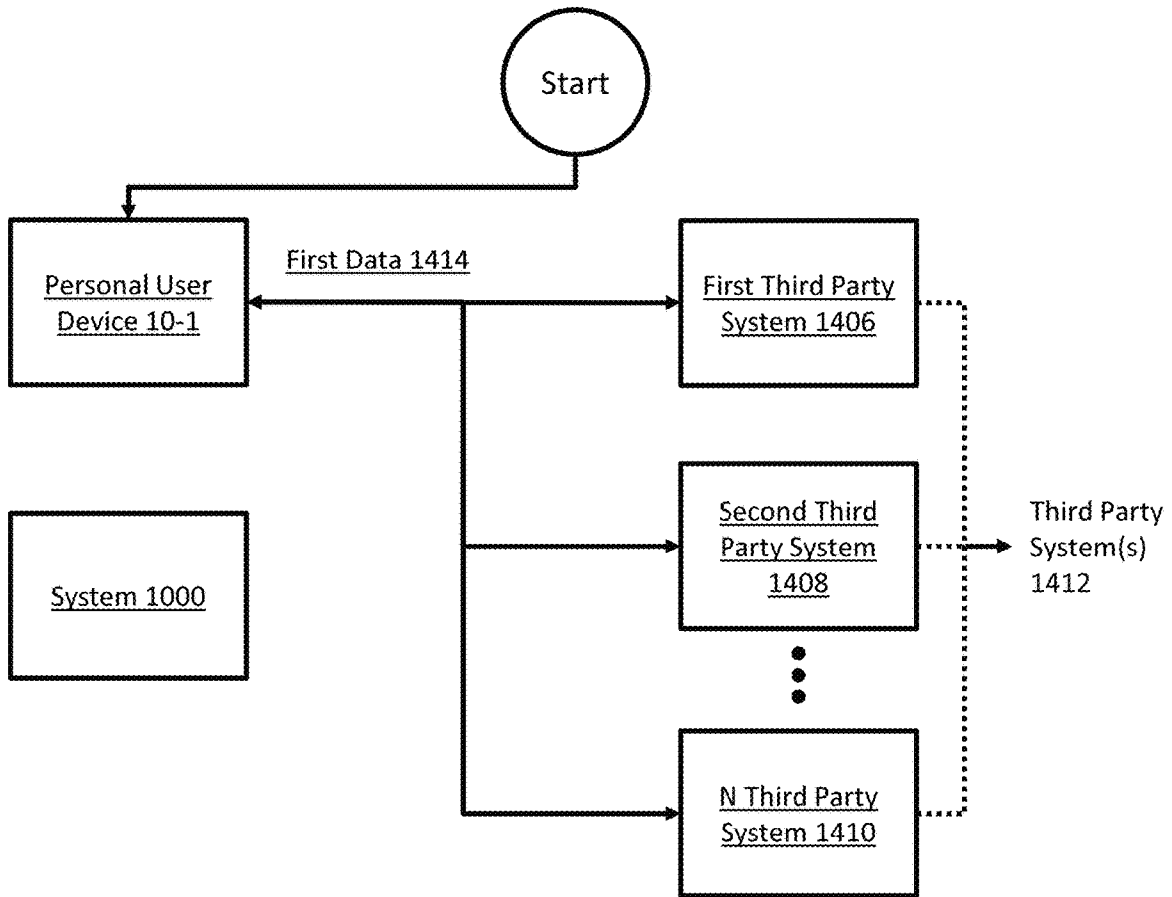 Start
First Data 1414
Personal User
Device 10-1
First Third Party
System 1406
Second Third
Party System
1408
Third Party
System(s)
1412
System 1000
N Third Party
System 1410